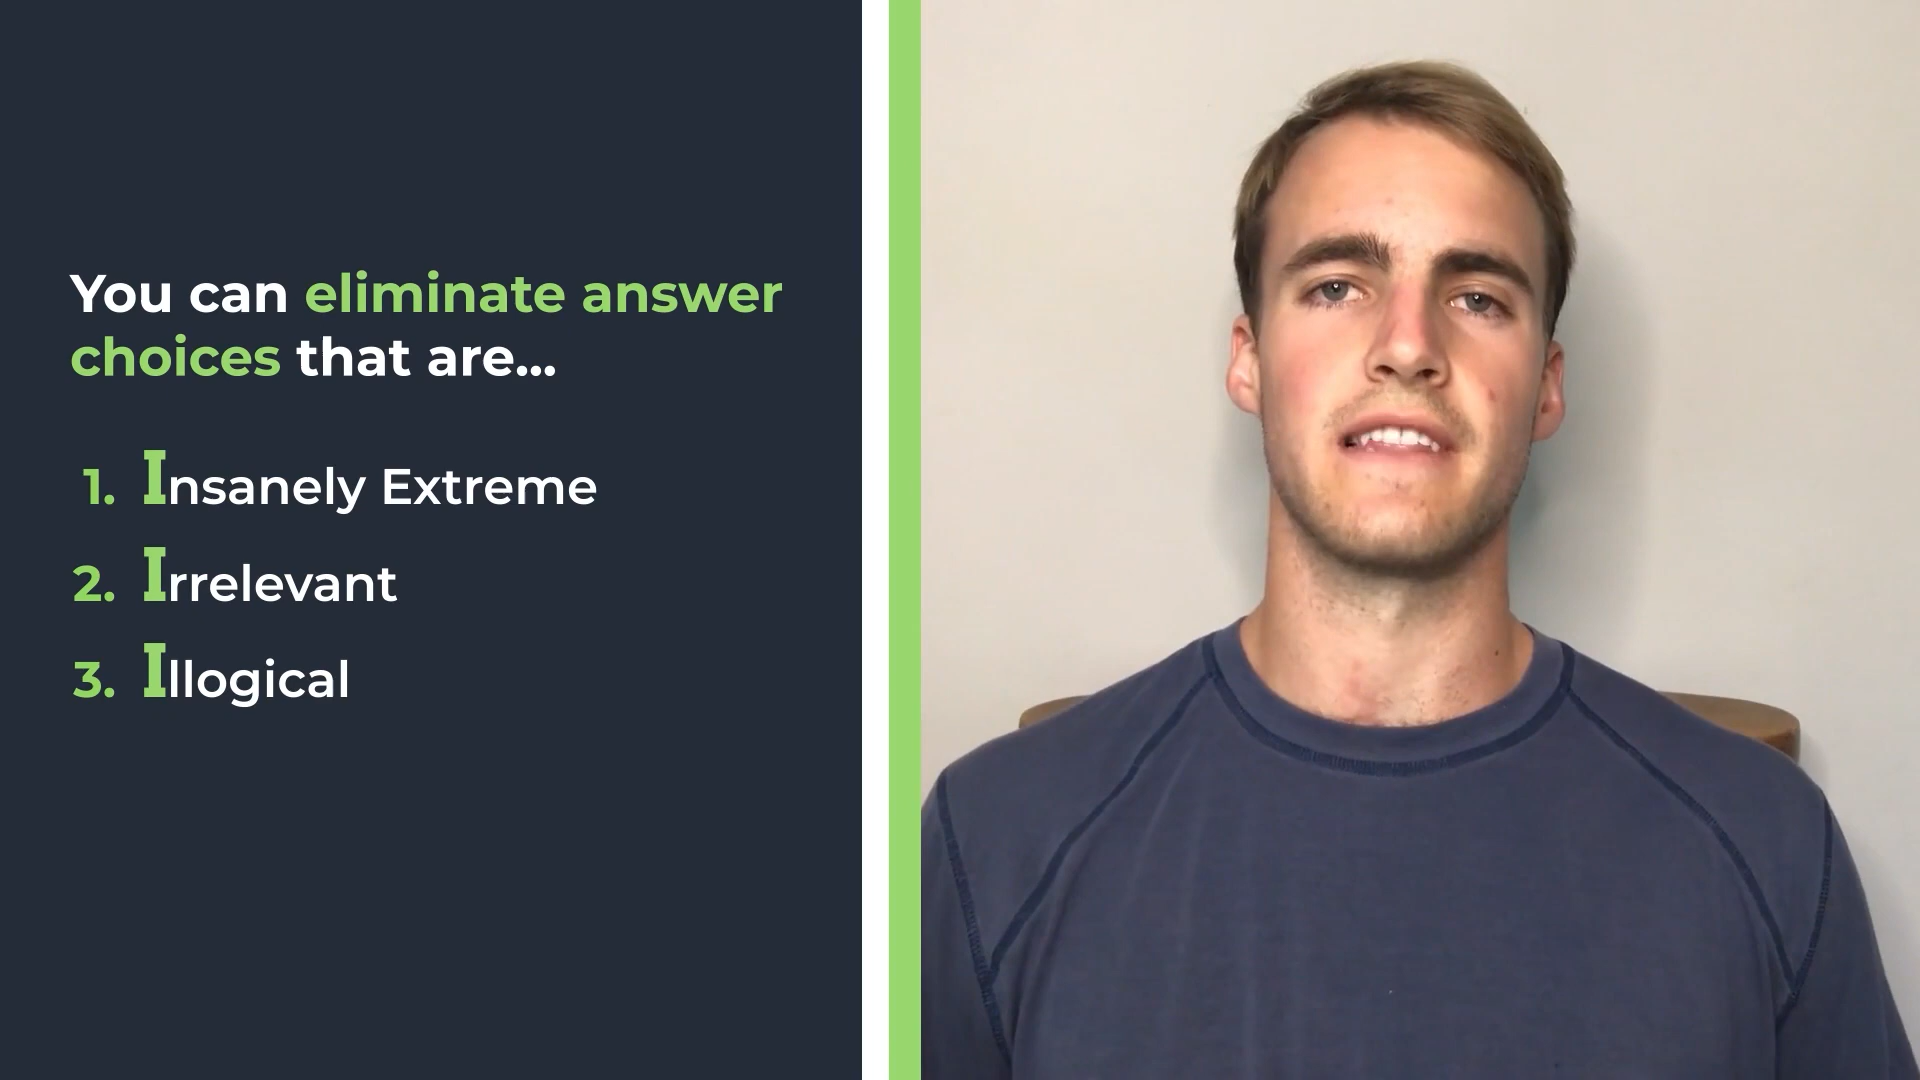 You can eliminate answer
choices that are...
1. Insanely Extreme
2. Irrelevant
3. Illogical